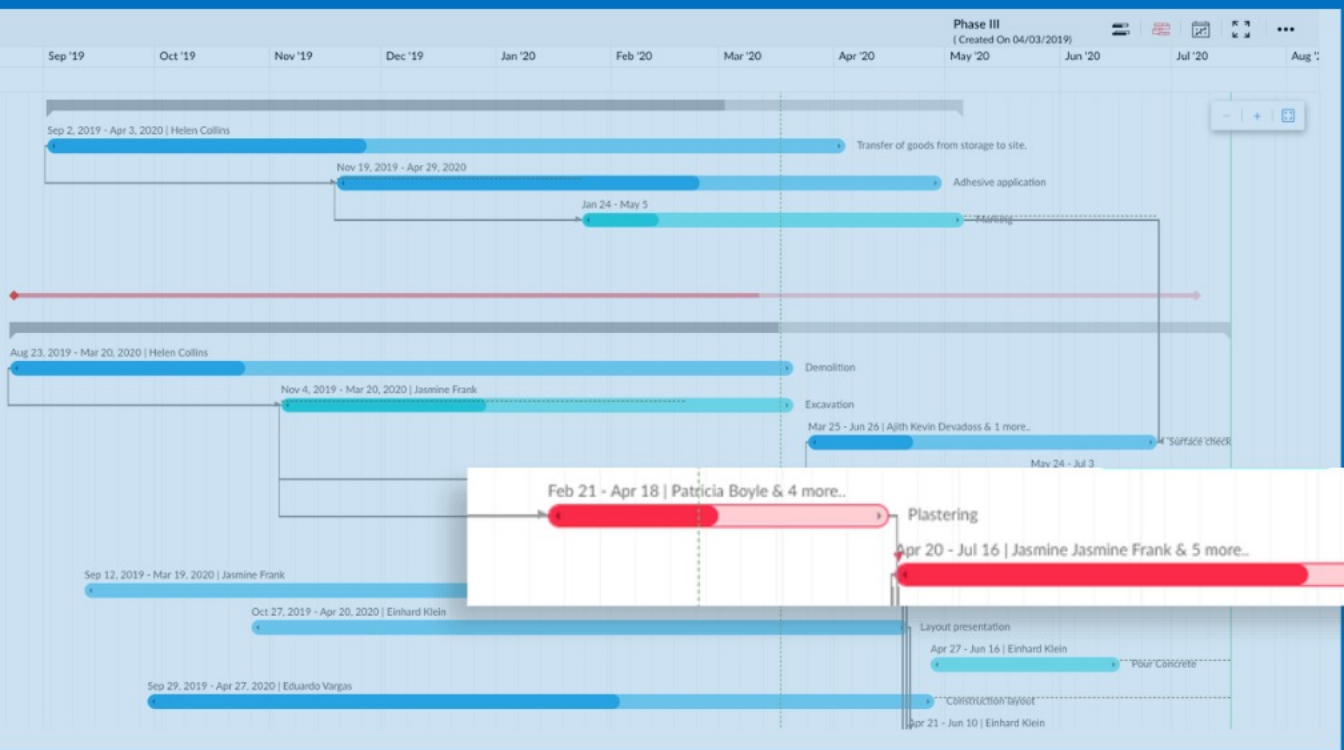 Phase III
( Created On 04/03/2019)
Sep '19 Oct '19 Nov '19 Dec '19 Jan '20 Feb '20 Mar '20 Apr '20 May '20 Jun '20 Jul '20 Aug
Sep 2, 2019 - Apr 3, 2020 | Helen Collins
Transfer of goods from storage to site.
Nov 19, 2019 - Apr 29, 2020
Adhesive application
Jan 24 - May 5
Marking
Aug 23, 2019 - Mar 20, 2020 | Helen Collins
Demolition
Nov 4, 2019 - Mar 20, 2020 | Jasmine Frank
Excavation
Mar 25 - Jun 26 | Ajith Kevin Devadoss & 1 more..
Surface check
May 24 - Jul 3
Feb 21 - Apr 18 | Patricia Boyle & 4 more..
Plastering
Apr 20 - Jul 16 | Jasmine Jasmine Frank & 5 more..
Sep 12, 2019 - Mar 19, 2020 | Jasmine Frank
Oct 27, 2019 - Apr 20, 2020 | Einhard Klein
Layout presentation
Apr 27 - Jun 16 | Einhard Klein
Pour Concrete
Sep 29, 2019 - Apr 27, 2020 | Eduardo Vargas
Construction layout
Apr 21 - Jun 10 | Einhard Klein